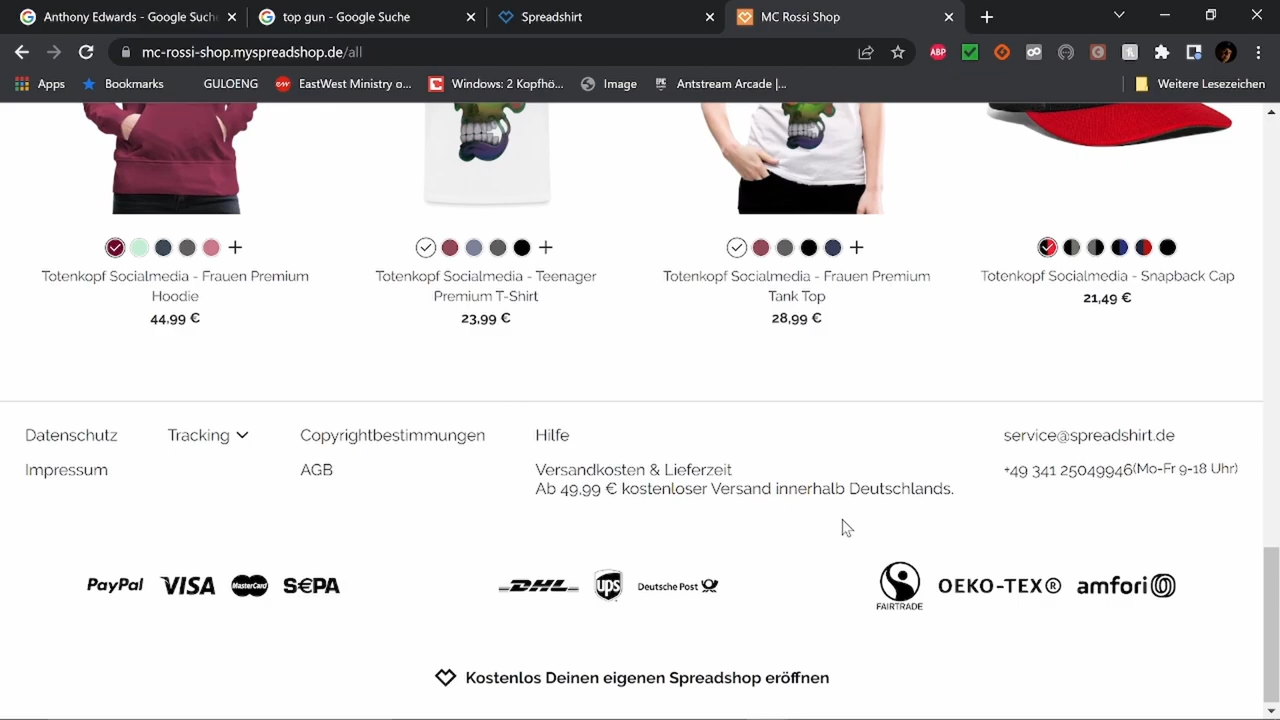 Anthony Edwards - Google Suche
top gun - Google Suche
Spreadshirt
MC Rossi Shop
mc-rossi-shop.myspreadshop.de/all
ABP
Apps
Bookmarks
GULOENG
EastWest Ministry o...
Windows: 2 Kopfhö...
Image
Antstream Arcade |...
Weitere Lesezeichen
Totenkopf Socialmedia - Frauen Premium
Hoodie
44,99 €
Totenkopf Socialmedia - Teenager
Premium T-Shirt
23,99 €
Totenkopf Socialmedia - Frauen Premium
Tank Top
28,99 €
Totenkopf Socialmedia - Snapback Cap
21,49 €
Datenschutz
Tracking
Copyrightbestimmungen
Hilfe
service@spreadshirt.de
Impressum
AGB
Versandkosten & Lieferzeit
Ab 49.99 € kostenloser Versand innerhalb Deutschlands.
+49 341 25049946(Mo-Fr 9-18 Uhr)
PayPal
VISA
MasterCard
S€PA
DHL
ups
Deutsche Post
FAIRTRADE
OEKO-TEX®
amfori
Kostenlos Deinen eigenen Spreadshop eröffnen